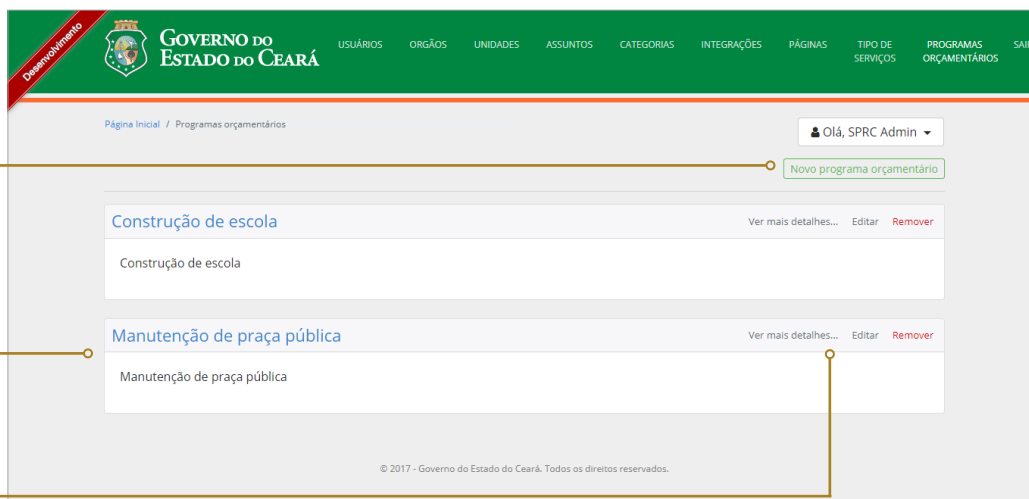 Desenvolvimento
GOVERNO DO
ESTADO DO CEARÁ
USUÁRIOS ORGÃOS UNIDADES ASSUNTOS CATEGORIAS INTEGRAÇÕES PÁGINAS TIPO DE SERVIÇOS PROGRAMAS ORÇAMENTÁRIOS SAI
Página Inicial / Programas orçamentários
Olá, SPRC Admin
Novo programa orçamentário
Construção de escola Ver mais detalhes... Editar Remover
Construção de escola
Manutenção de praça pública Ver mais detalhes... Editar Remover
Manutenção de praça pública
© 2017 - Governo do Estado do Ceará. Todos os direitos reservados.